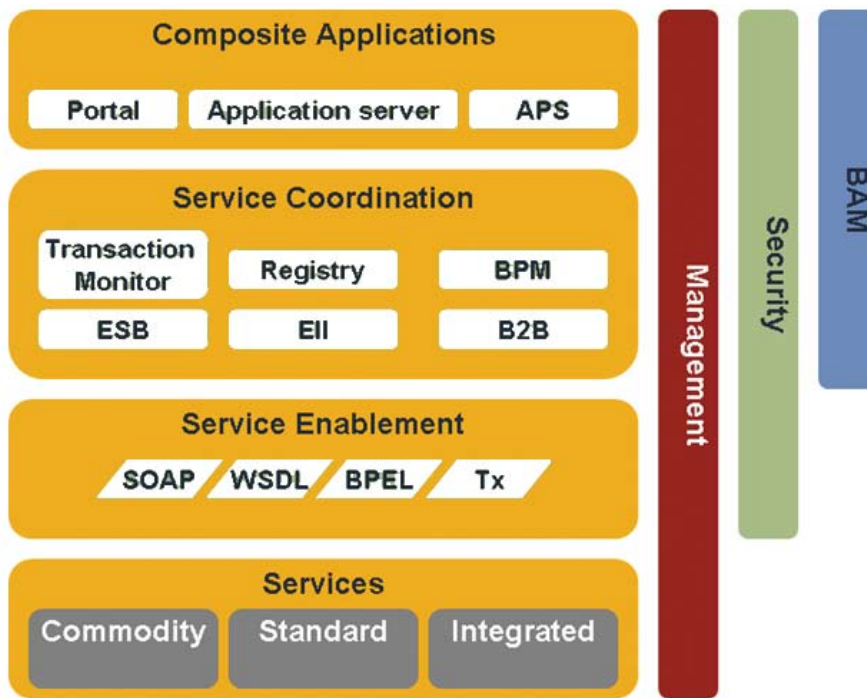 Composite Applications
Portal
Application server
APS
Service Coordination
Transaction
Monitor
Registry
BPM
ESB
EII
B2B
Service Enablement
SOAP
WSDL
BPEL
Tx
Services
Commodity
Standard
Integrated
Management
Security
BAM